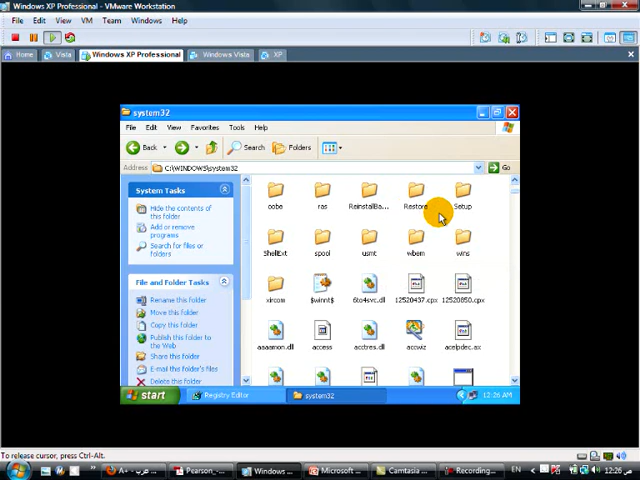 Windows XP Professional - VMware Workstation
File Edit View VM Team Windows Help
Home Vista Windows XP Professional Windows Vista XP
system32
File Edit View Favorites Tools Help
Back Search Folders
Address C:\WINDOWS\system32 Go
System Tasks
Hide the contents of
this folder
Add or remove
programs
Search for files or
folders
File and Folder Tasks
Rename this folder
Move this folder
Copy this folder
Publish this folder to
the Web
Share this folder
E-mail this folder's files
Delete this folder
oobe ras ReinstallBa... Restore Setup
ShellExt spool usmt wbem wins
xircom $winnt$ 6to4svc.dll 12520437.cpx 12520850.cpx
aaaamon.dll access acctres.dll accwiz acelpdec.ax
start Registry Editor system32 12:26 AM
To release cursor, press Ctrl-Alt.
A+ - عرب... Pearson_-... Windows ... Microsoft ... Camtasia ... Recording... EN 12:26 ص